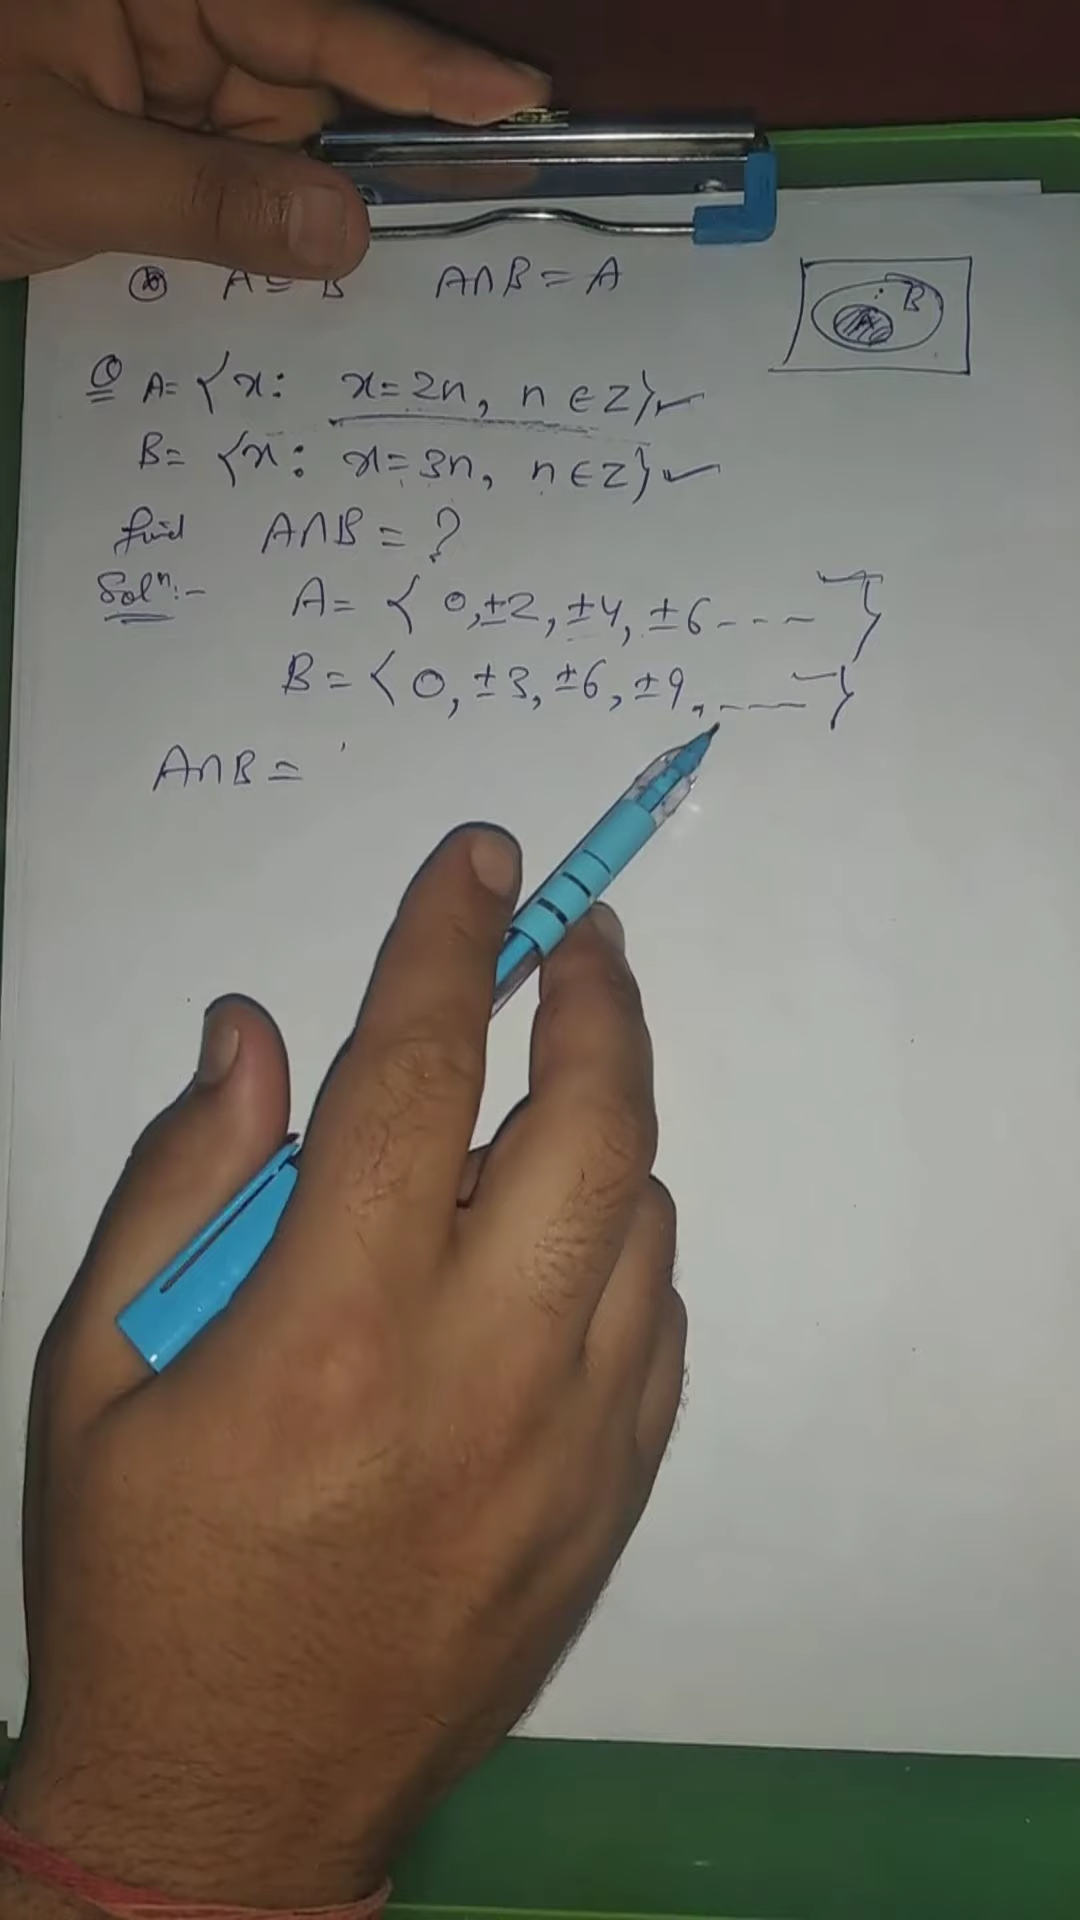 A ⊆ B A∩B = A
A B
Q A= {x: x=2n, n ∈ Z}
B= {x: x=3n, n ∈ Z}
find A∩B = ?
Solⁿ:- A= { 0, ±2, ±4, ±6 - - - - }
B = { 0, ±3, ±6, ±9, - - - - }
A∩B =